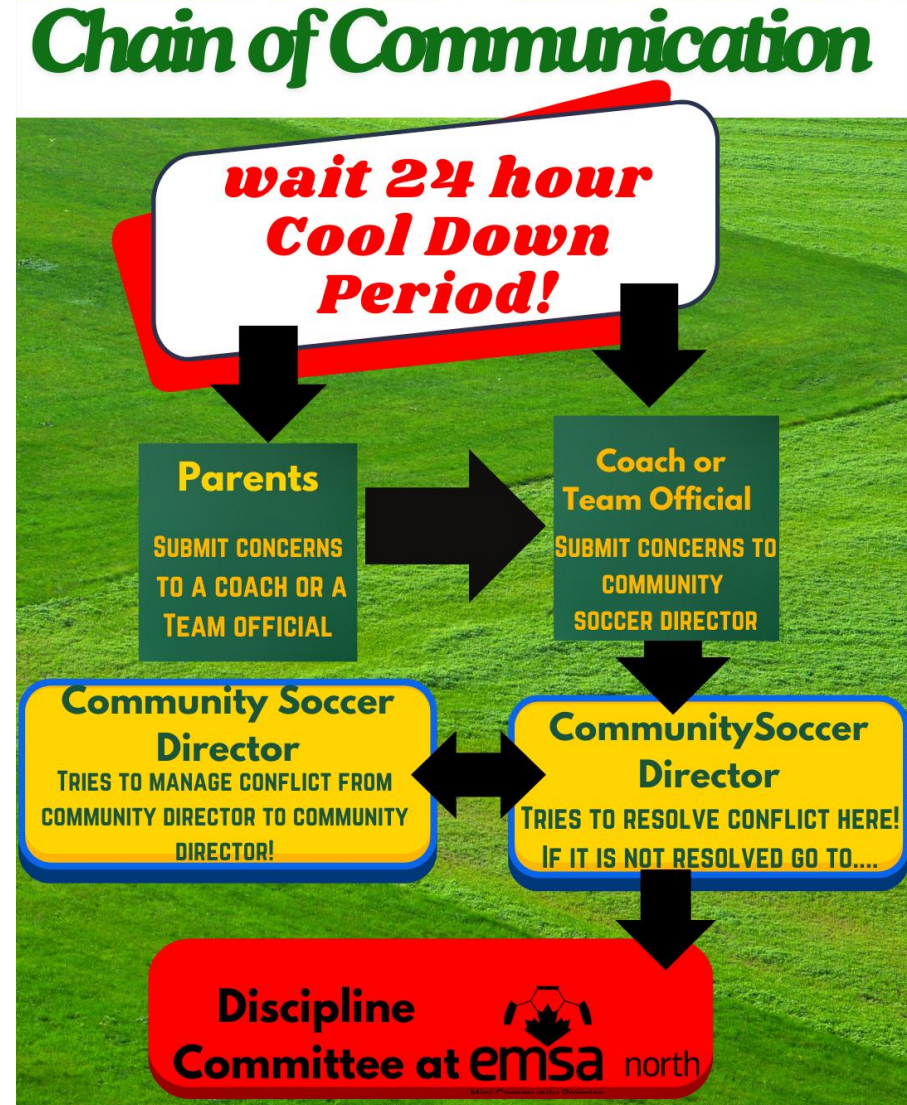 Chain of Communication
wait 24 hour
Cool Down
Period!
Parents
SUBMIT CONCERNS
TO A COACH OR A
TEAM OFFICIAL
Coach or
Team Official
SUBMIT CONCERNS TO
COMMUNITY
SOCCER DIRECTOR
Community Soccer
Director
TRIES TO MANAGE CONFLICT FROM
COMMUNITY DIRECTOR TO COMMUNITY
DIRECTOR!
CommunitySoccer
Director
TRIES TO RESOLVE CONFLICT HERE!
IF IT IS NOT RESOLVED GO TO....
Discipline
Committee at emsa north